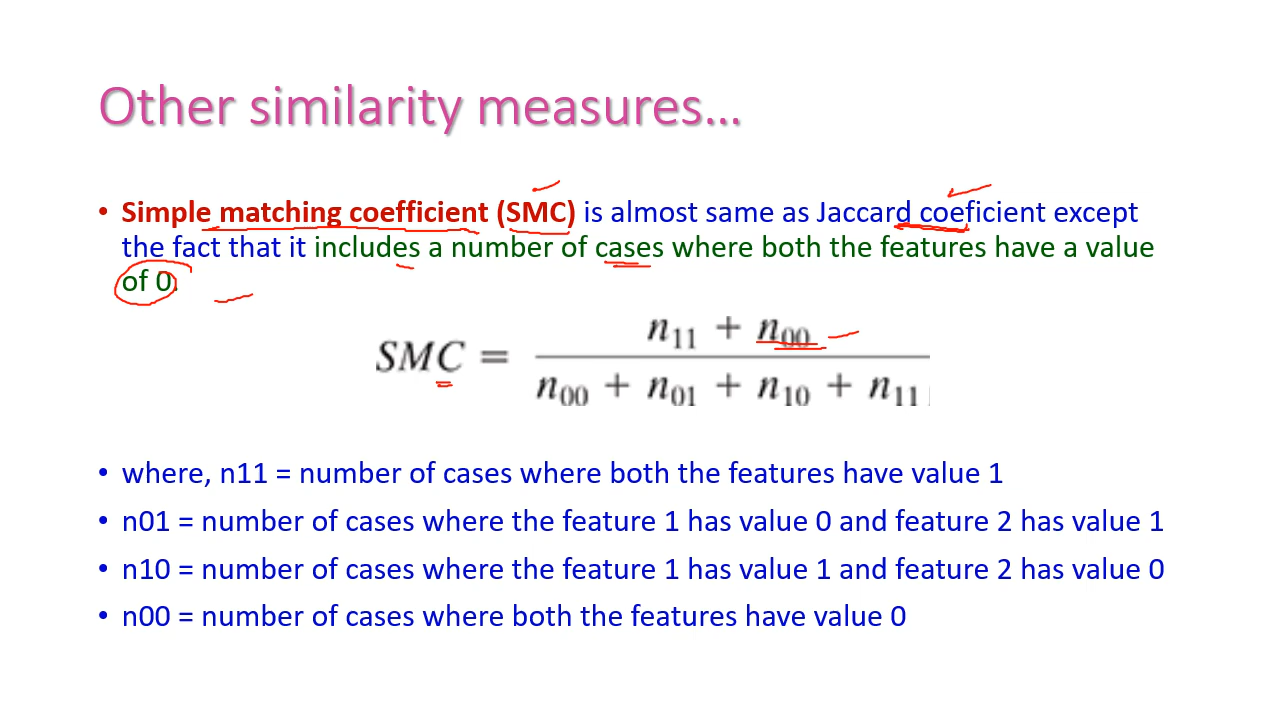 Other similarity measures…
• Simple matching coefficient (SMC) is almost same as Jaccard coeficient except
the fact that it includes a number of cases where both the features have a value
of 0.
n₁₁ + n₀₀
SMC =
n₀₀ + n₀₁ + n₁₀ + n₁₁
• where, n11 = number of cases where both the features have value 1
• n01 = number of cases where the feature 1 has value 0 and feature 2 has value 1
• n10 = number of cases where the feature 1 has value 1 and feature 2 has value 0
• n00 = number of cases where both the features have value 0